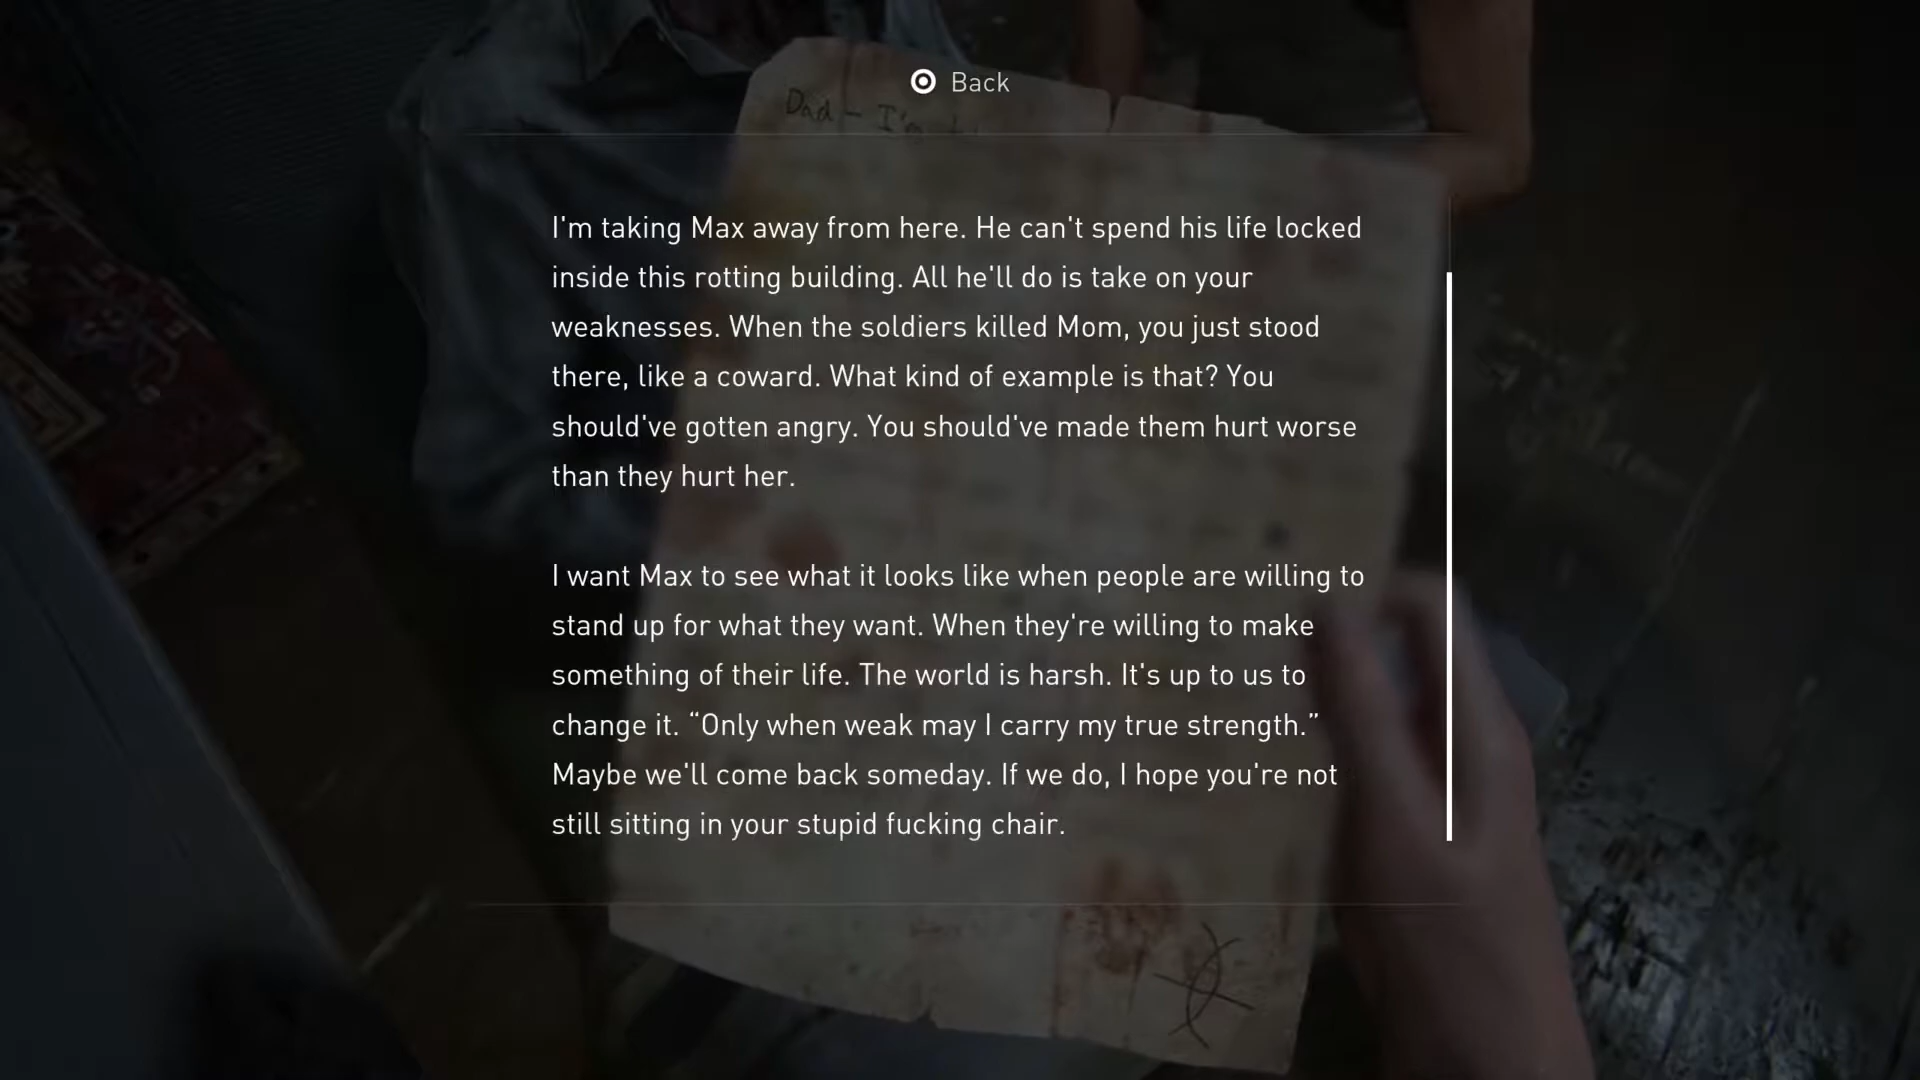 Back
Dad - I'm
I'm taking Max away from here. He can't spend his life locked
inside this rotting building. All he'll do is take on your
weaknesses. When the soldiers killed Mom, you just stood
there, like a coward. What kind of example is that? You
should've gotten angry. You should've made them hurt worse
than they hurt her.
I want Max to see what it looks like when people are willing to
stand up for what they want. When they're willing to make
something of their life. The world is harsh. It's up to us to
change it. “Only when weak may I carry my true strength.”
Maybe we'll come back someday. If we do, I hope you're not
still sitting in your stupid fucking chair.